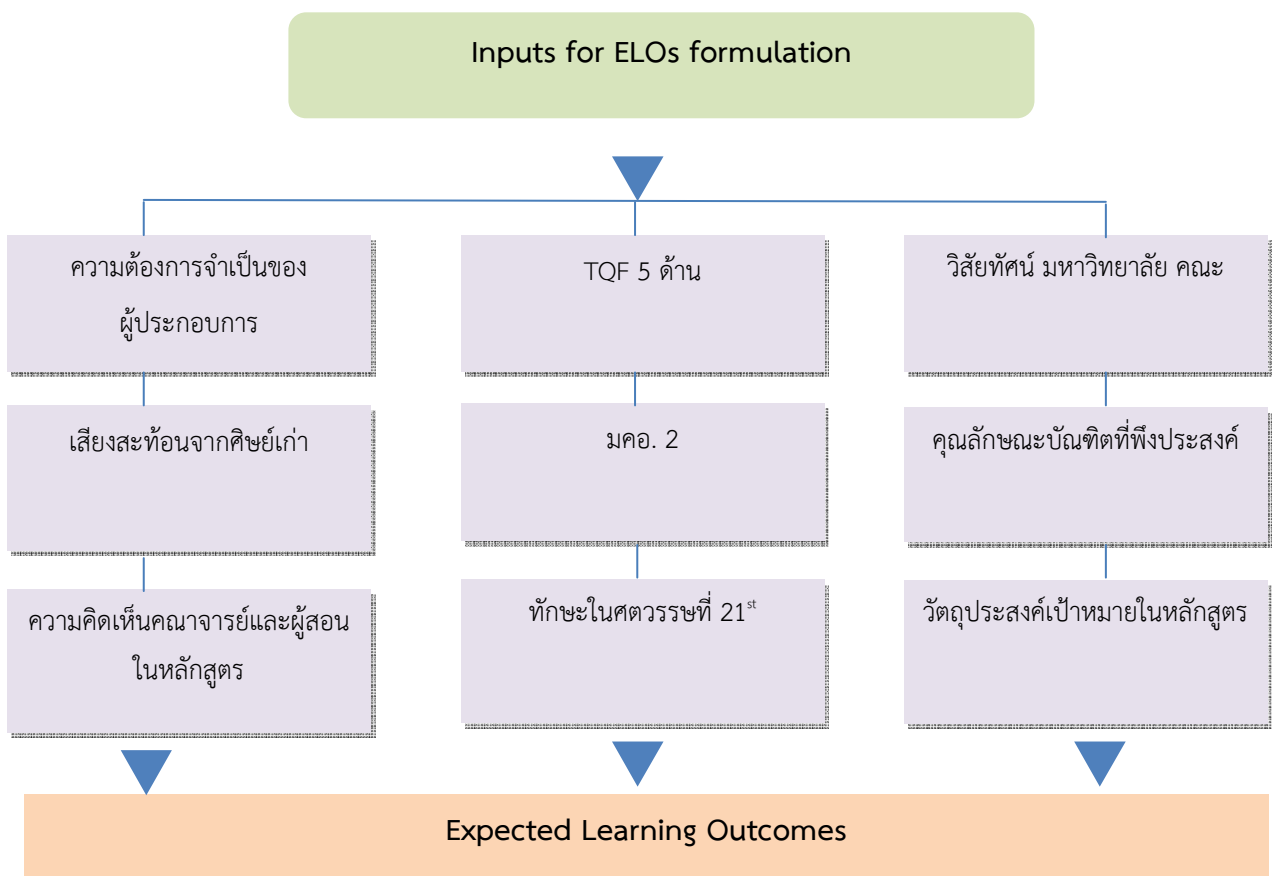 Inputs for ELOs formulation
ความต้องการจำเป็นของ
ผู้ประกอบการ
TQF 5 ด้าน
วิสัยทัศน์ มหาวิทยาลัย คณะ
เสียงสะท้อนจากศิษย์เก่า
มคอ. 2
คุณลักษณะบัณฑิตที่พึงประสงค์
ความคิดเห็นคณาจารย์และผู้สอน
ในหลักสูตร
ทักษะในศตวรรษที่ 21st
วัตถุประสงค์เป้าหมายในหลักสูตร
Expected Learning Outcomes